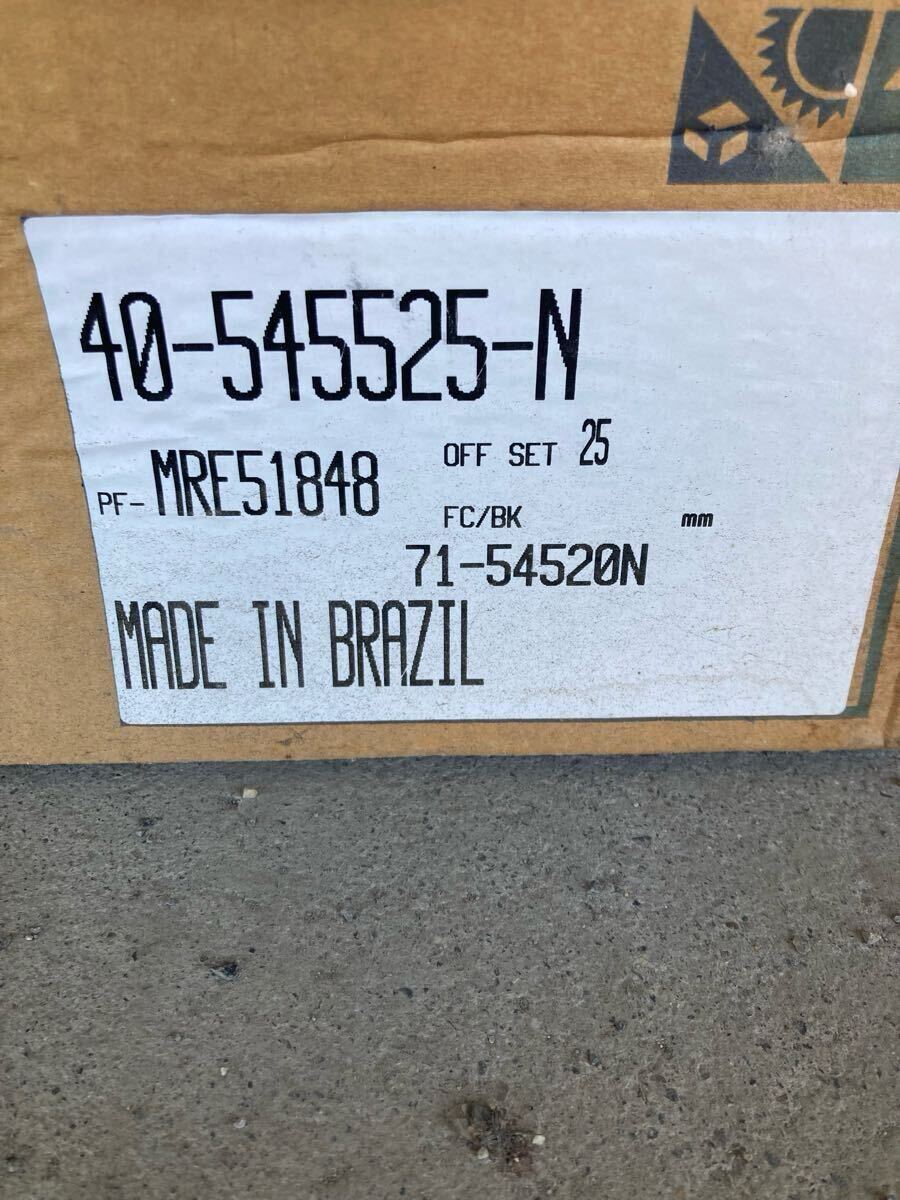 40-545525-N
OFF SET 25
PF-MRE51848
FC/BK mm
71-54520N
MADE IN BRAZIL